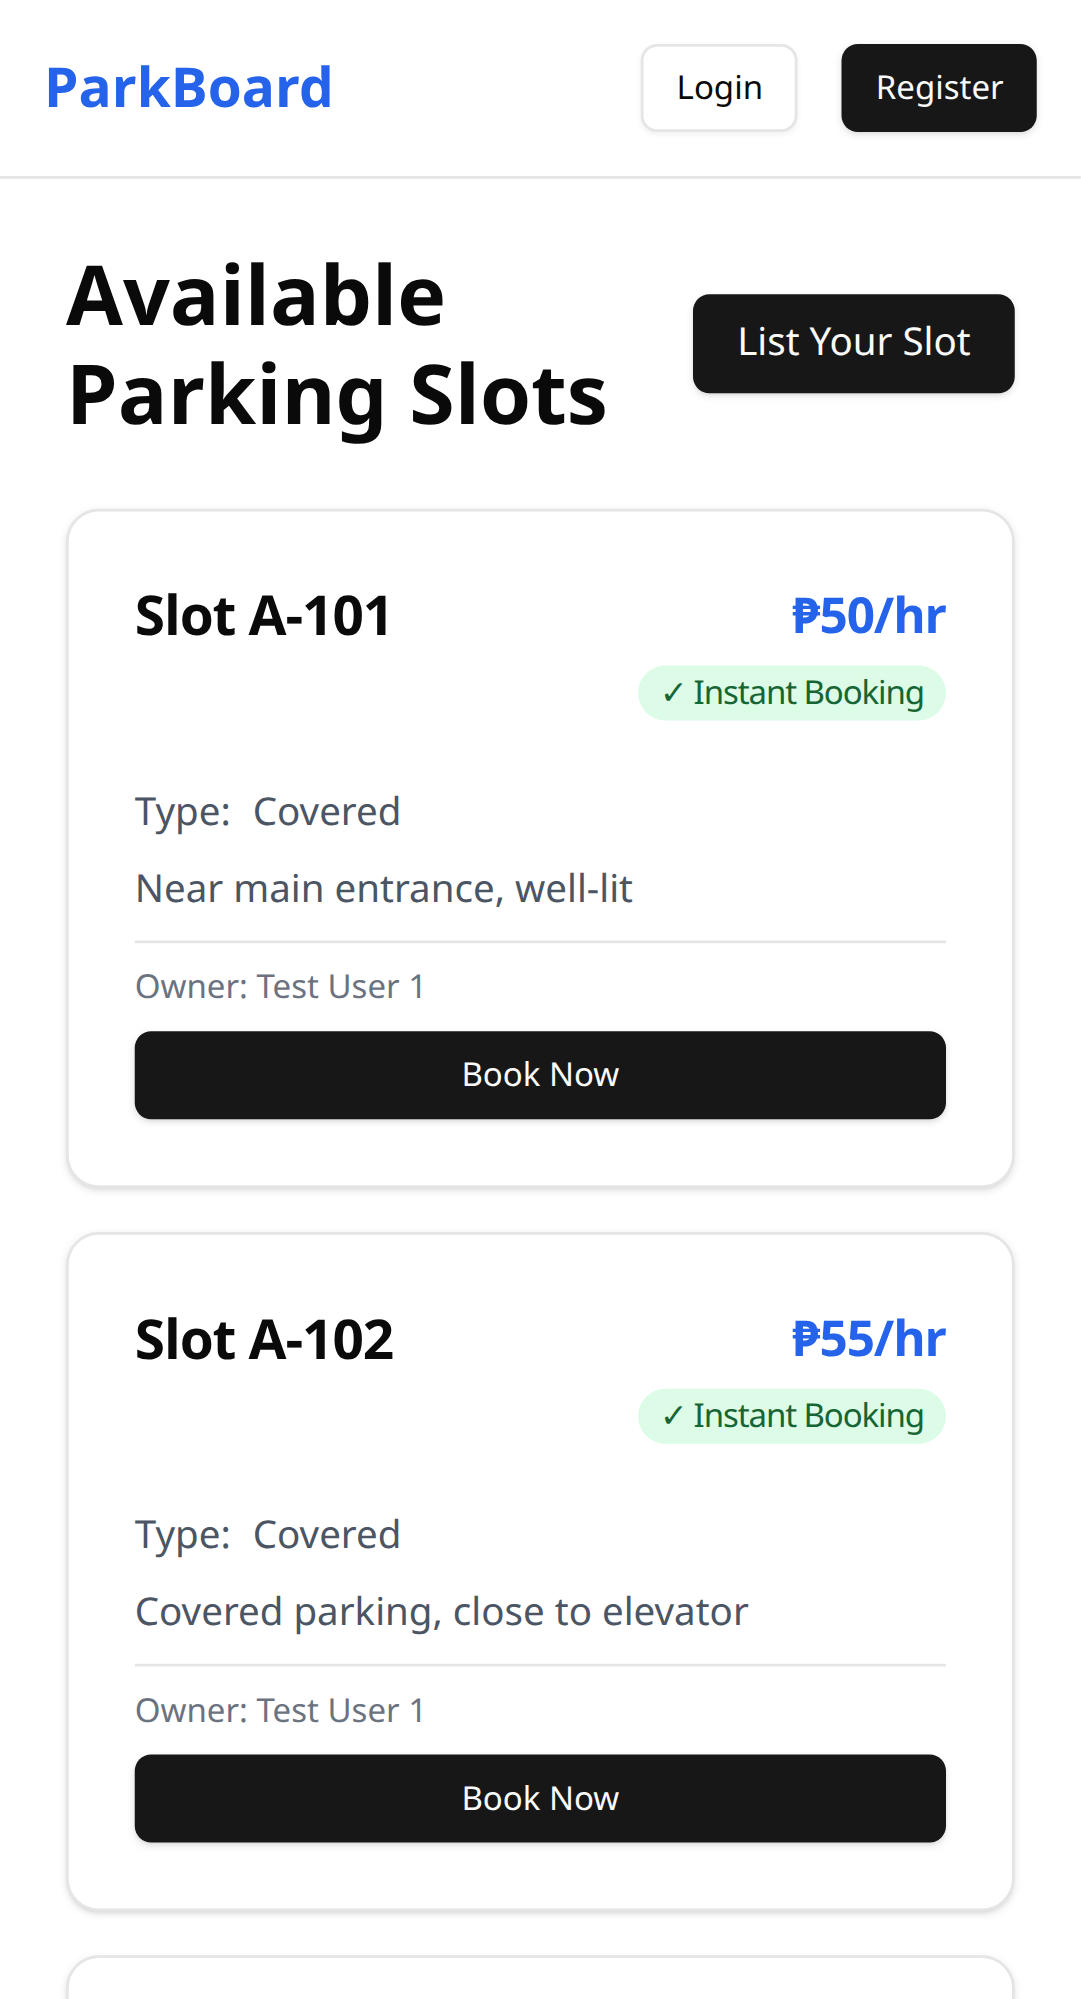 ParkBoard
Login
Register
Available
Parking Slots
List Your Slot
Slot A-101
₱50/hr
✓ Instant Booking
Type: Covered
Near main entrance, well-lit
Owner: Test User 1
Book Now
Slot A-102
₱55/hr
✓ Instant Booking
Type: Covered
Covered parking, close to elevator
Owner: Test User 1
Book Now